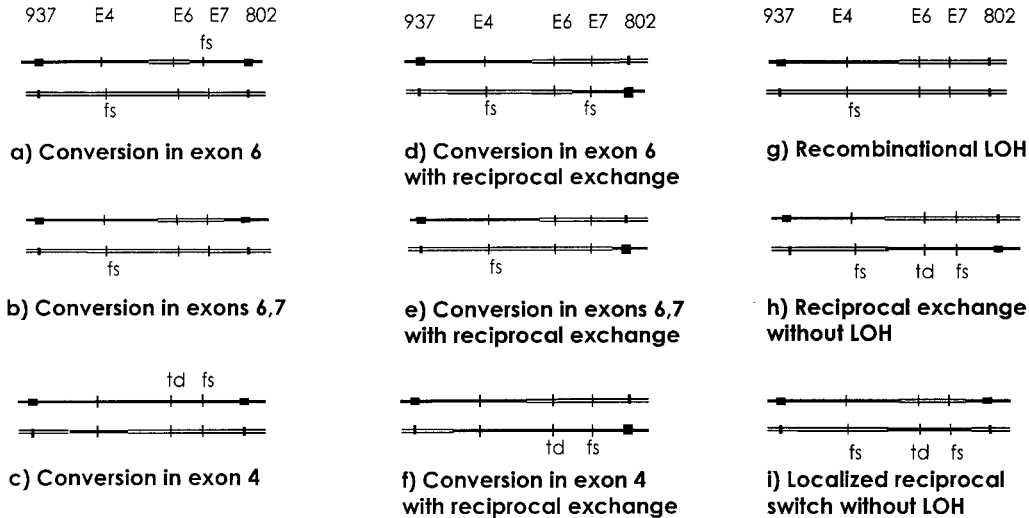 937 E4 E6 E7 802
fs
fs
a) Conversion in exon 6
fs
b) Conversion in exons 6,7
td fs
c) Conversion in exon 4
937 E4 E6 E7 802
fs fs
d) Conversion in exon 6
with reciprocal exchange
fs
e) Conversion in exons 6,7
with reciprocal exchange
td fs
f) Conversion in exon 4
with reciprocal exchange
937 E4 E6 E7 802
fs
g) Recombinational LOH
fs td fs
h) Reciprocal exchange
without LOH
fs td fs
i) Localized reciprocal
switch without LOH